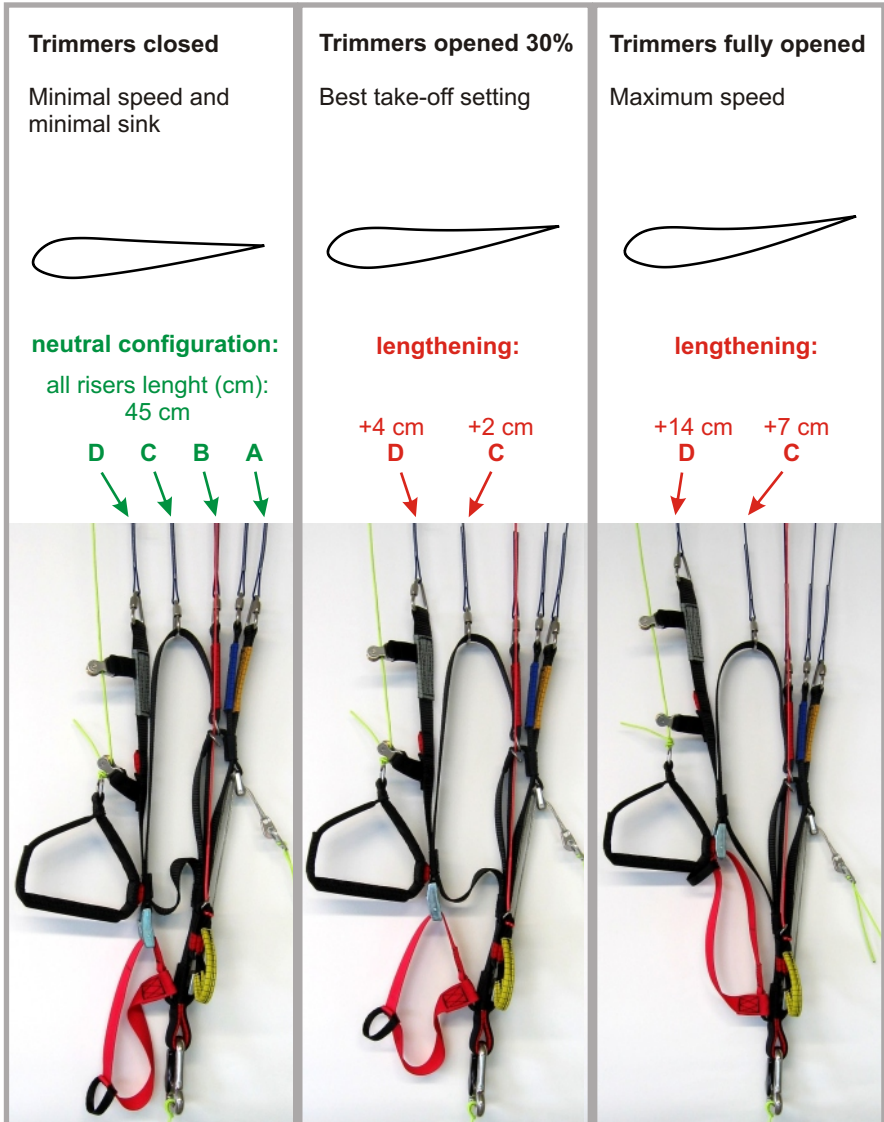 Trimmers closed
Minimal speed and
minimal sink
neutral configuration:
all risers lenght (cm):
45 cm
D C B A
Trimmers opened 30%
Best take-off setting
lengthening:
+4 cm +2 cm
D C
Trimmers fully opened
Maximum speed
lengthening:
+14 cm +7 cm
D C